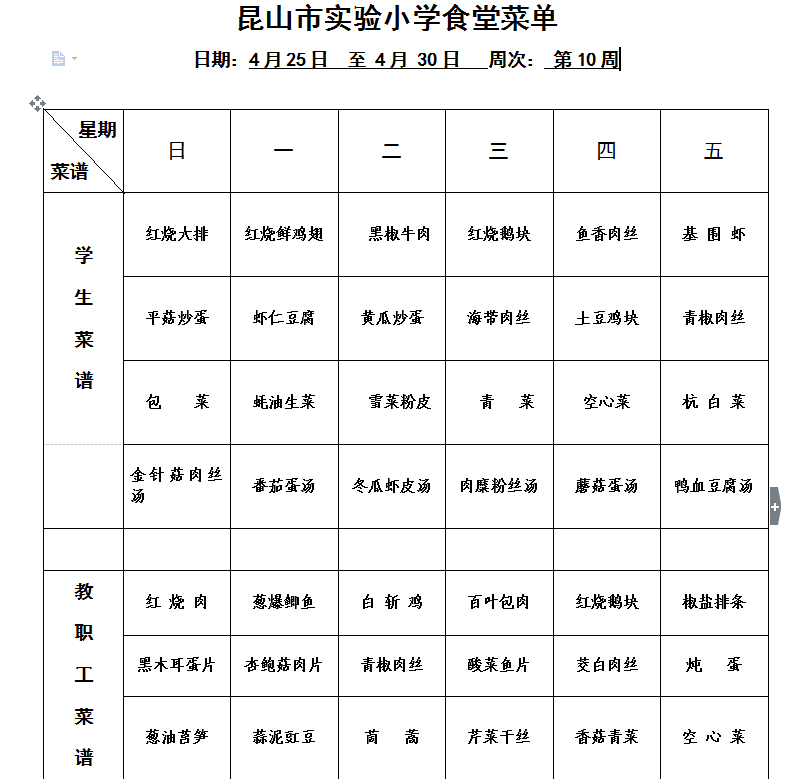 昆山市实验小学食堂菜单
日期：4月25日 至 4月 30日 周次： 第10周
星期 日 一 二 三 四 五
菜谱
学生菜谱
红烧大排 红烧鲜鸡翅 黑椒牛肉 红烧鹅块 鱼香肉丝 基围虾
平菇炒蛋 虾仁豆腐 黄瓜炒蛋 海带肉丝 土豆鸡块 青椒肉丝
包菜 蚝油生菜 雪菜粉皮 青菜 空心菜 杭白菜
金针菇肉丝汤 番茄蛋汤 冬瓜虾皮汤 肉糜粉丝汤 蘑菇蛋汤 鸭血豆腐汤
教职工菜谱
红烧肉 葱爆鲫鱼 白斩鸡 百叶包肉 红烧鹅块 椒盐排条
黑木耳蛋片 杏鲍菇肉片 青椒肉丝 酸菜鱼片 茭白肉丝 炖蛋
葱油莴笋 蒜泥豇豆 茼蒿 芹菜干丝 香菇青菜 空心菜